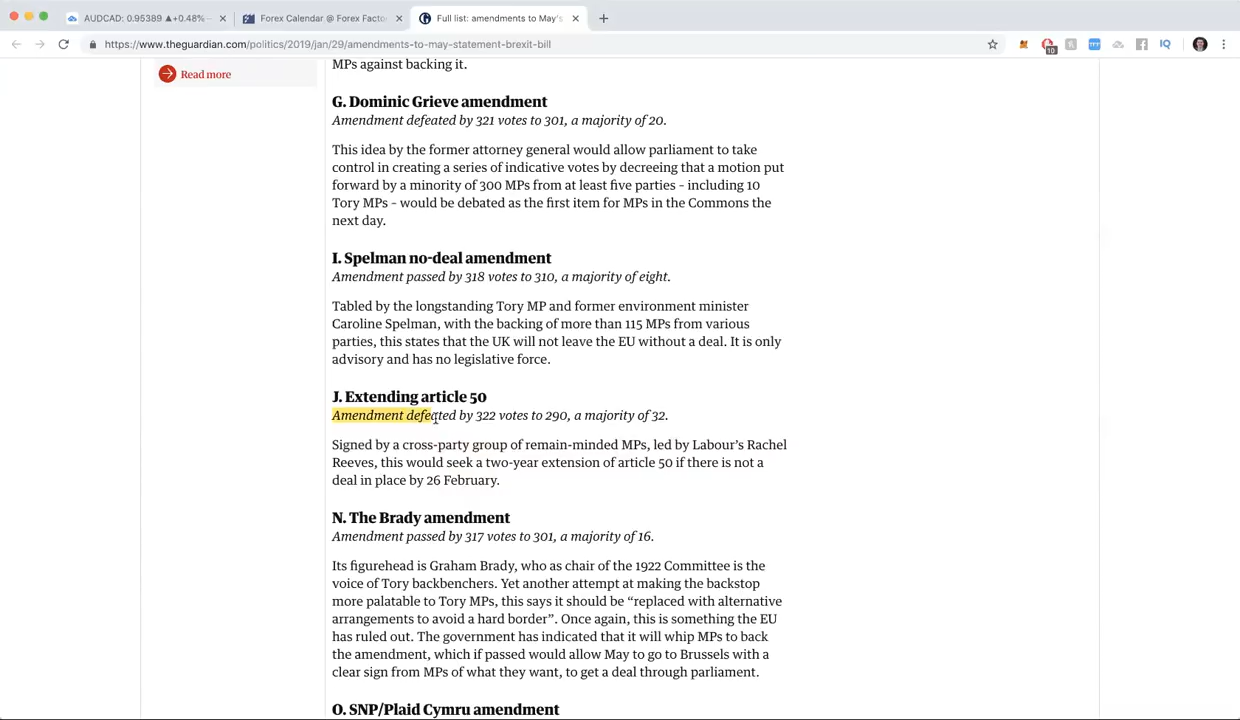 AUDCAD: 0.95389 ▲+0.48%
Forex Calendar @ Forex Facto
Full list: amendments to May's
https://www.theguardian.com/politics/2019/jan/29/amendments-to-may-statement-brexit-bill
10
IQ
Read more
MPs against backing it.
G. Dominic Grieve amendment
Amendment defeated by 321 votes to 301, a majority of 20.
This idea by the former attorney general would allow parliament to take
control in creating a series of indicative votes by decreeing that a motion put
forward by a minority of 300 MPs from at least five parties – including 10
Tory MPs – would be debated as the first item for MPs in the Commons the
next day.
I. Spelman no-deal amendment
Amendment passed by 318 votes to 310, a majority of eight.
Tabled by the longstanding Tory MP and former environment minister
Caroline Spelman, with the backing of more than 115 MPs from various
parties, this states that the UK will not leave the EU without a deal. It is only
advisory and has no legislative force.
J. Extending article 50
Amendment defeated by 322 votes to 290, a majority of 32.
Signed by a cross-party group of remain-minded MPs, led by Labour's Rachel
Reeves, this would seek a two-year extension of article 50 if there is not a
deal in place by 26 February.
N. The Brady amendment
Amendment passed by 317 votes to 301, a majority of 16.
Its figurehead is Graham Brady, who as chair of the 1922 Committee is the
voice of Tory backbenchers. Yet another attempt at making the backstop
more palatable to Tory MPs, this says it should be “replaced with alternative
arrangements to avoid a hard border”. Once again, this is something the EU
has ruled out. The government has indicated that it will whip MPs to back
the amendment, which if passed would allow May to go to Brussels with a
clear sign from MPs of what they want, to get a deal through parliament.
O. SNP/Plaid Cymru amendment